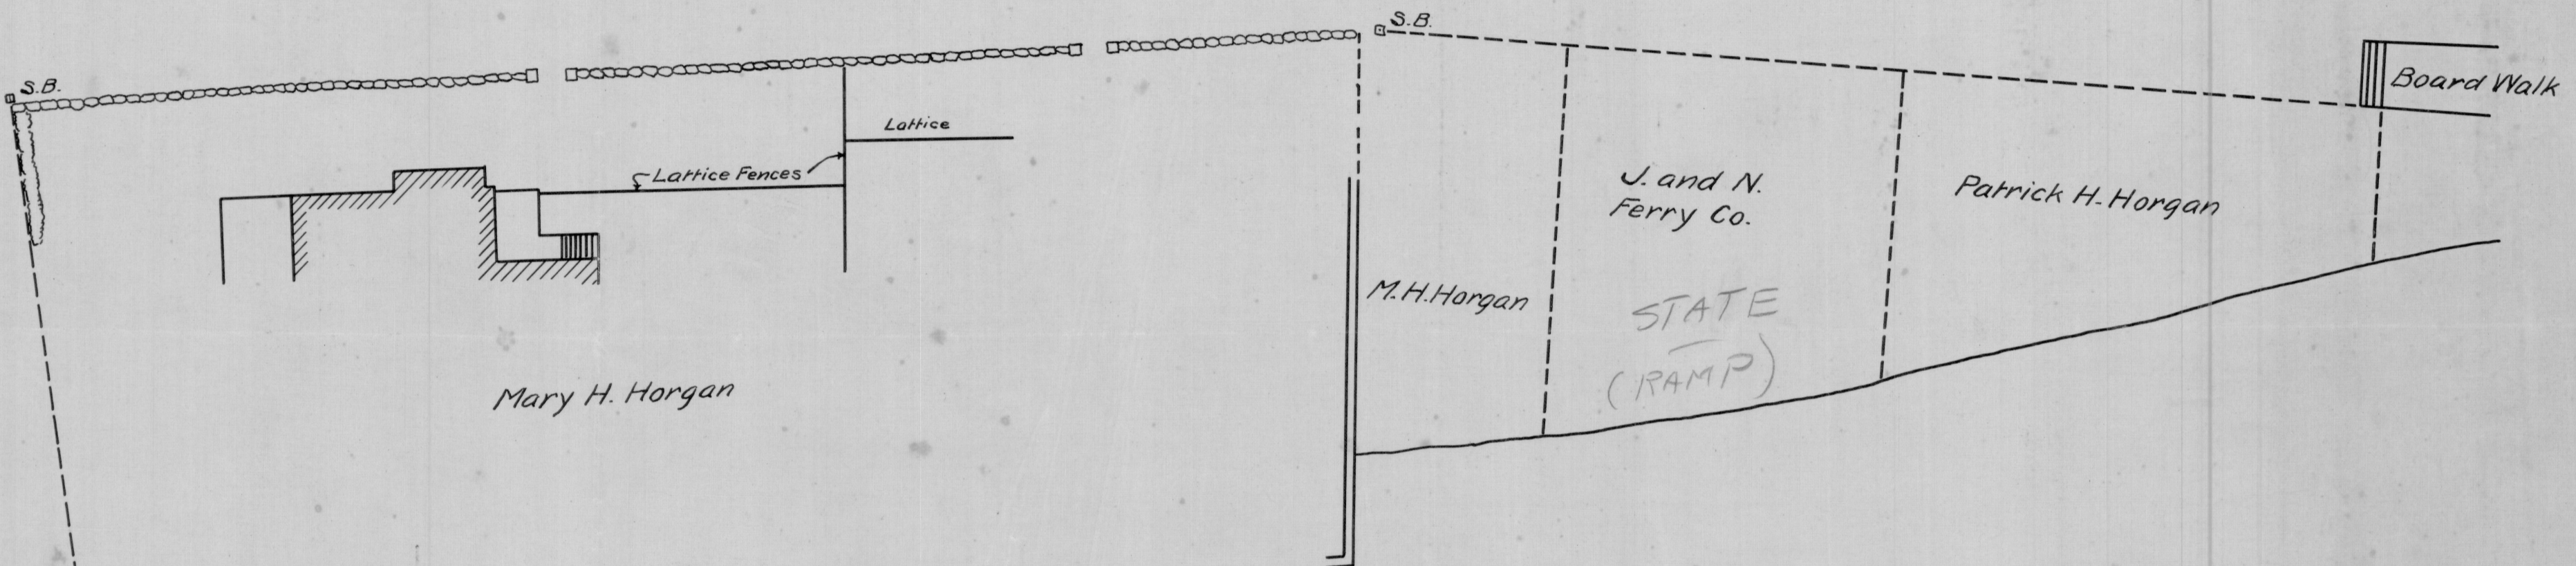 S.B.
S.B.
Board Walk
Lattice
Lattice Fences
J. and N.
Ferry Co.
Patrick H. Horgan
M.H. Horgan
STATE
(RAMP)
Mary H. Horgan